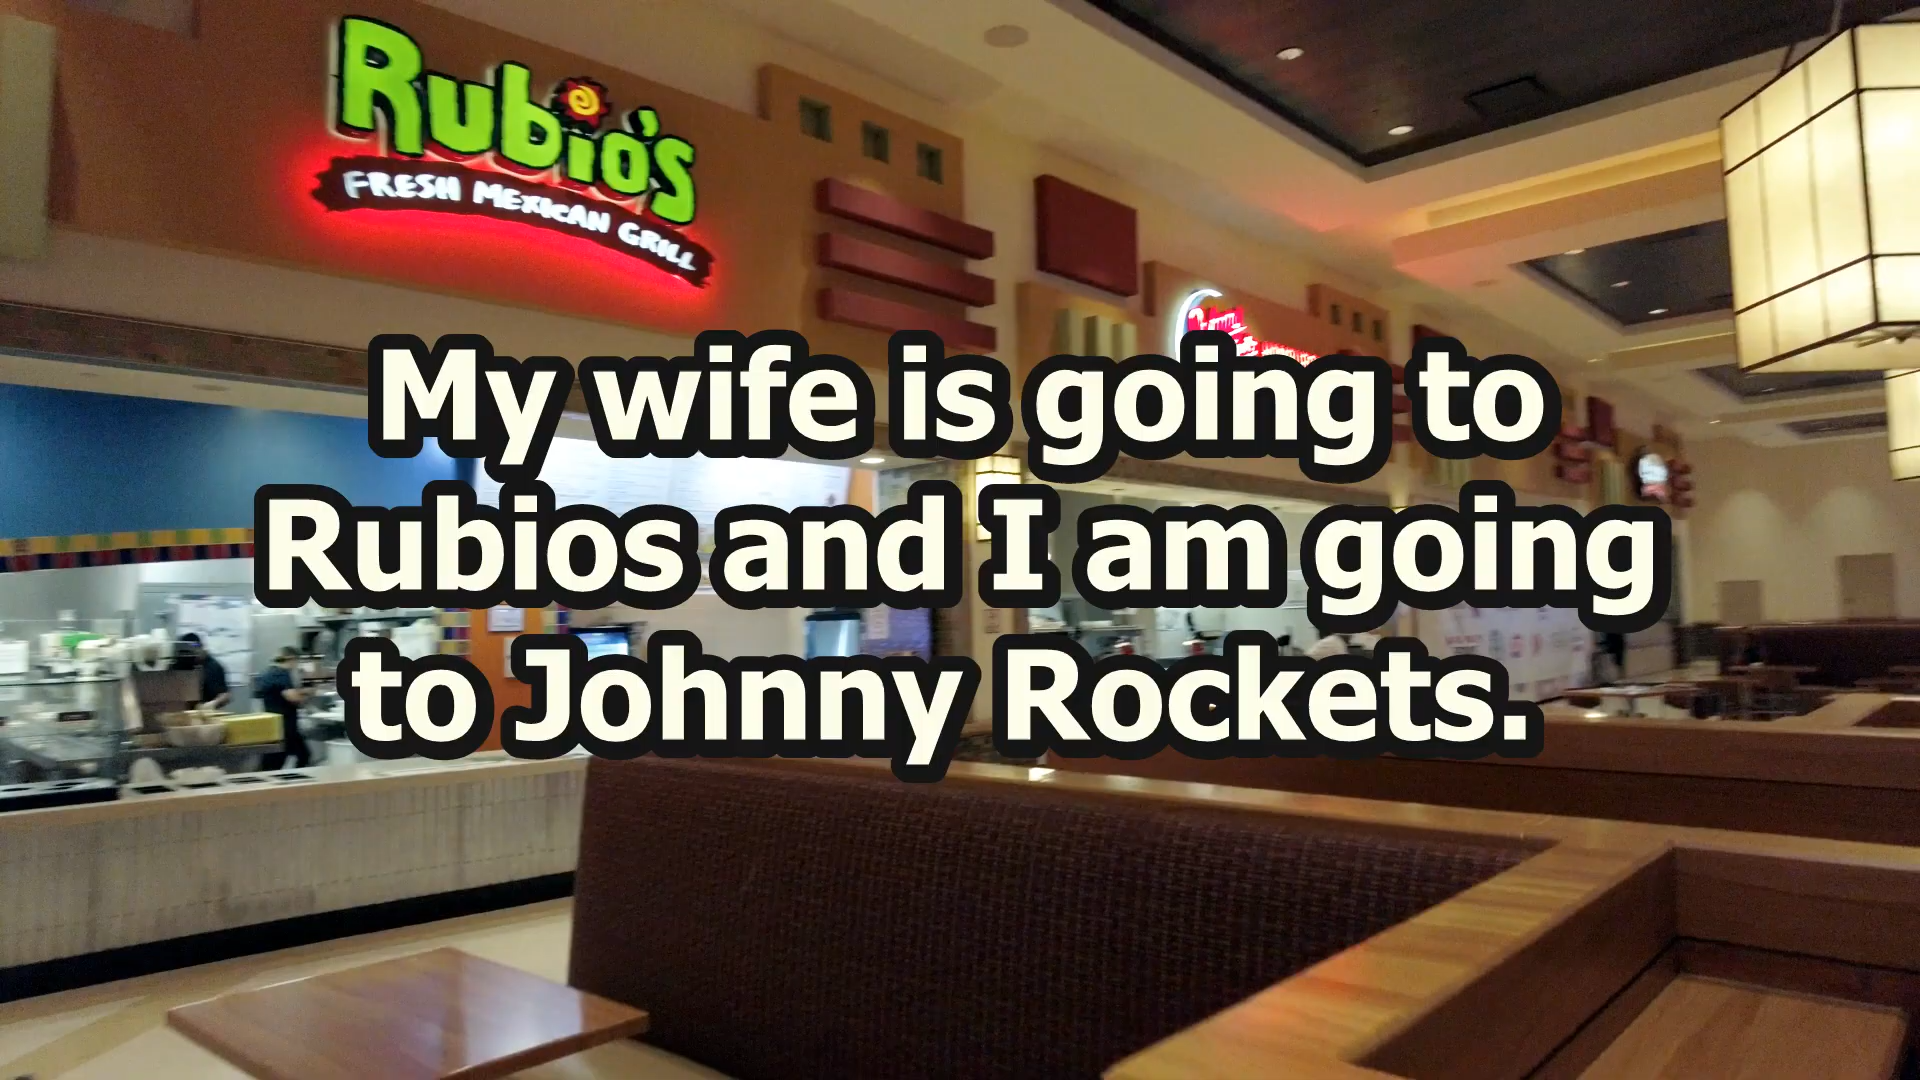 Rubio's
FRESH MEXICAN GRILL
My wife is going to
Rubios and I am going
to Johnny Rockets.